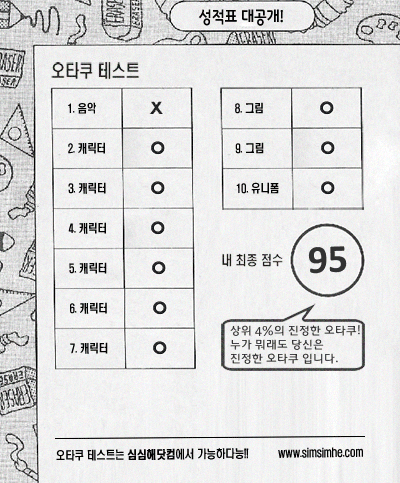 성적표 대공개!
오타쿠 테스트
1. 음악 X
2. 캐릭터 O
3. 캐릭터 O
4. 캐릭터 O
5. 캐릭터 O
6. 캐릭터 O
7. 캐릭터 O
8. 그림 O
9. 그림 O
10. 유니폼 O
내 최종 점수 95
상위 4%의 진정한 오타쿠!
누가 뭐래도 당신은
진정한 오타쿠 입니다.
오타쿠 테스트는 심심해닷컴에서 가능하다능!! www.simsimhe.com